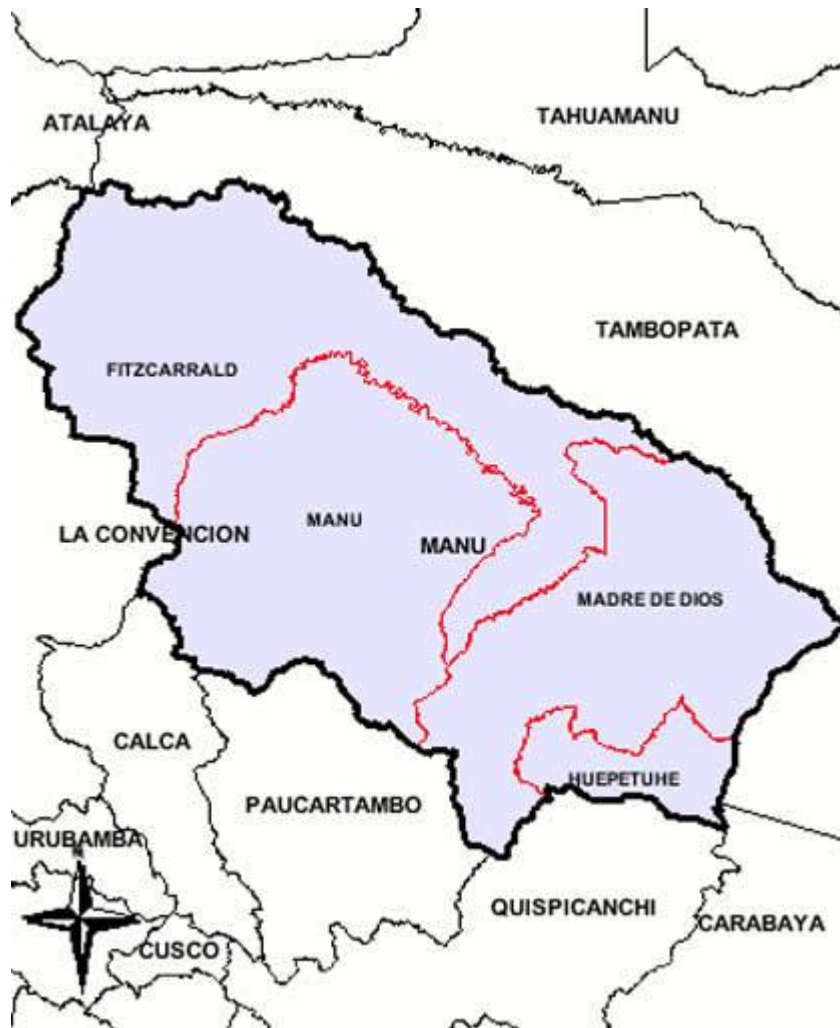 TAHUAMANU
ATALAYA
TAMBOPATA
FITZCARRALD
MANU
LA CONVENCION
MANU
MADRE DE DIOS
CALCA
HUEPETUHE
PAUCARTAMBO
URUBAMBA
QUISPICANCHI
CARABAYA
CUSCO